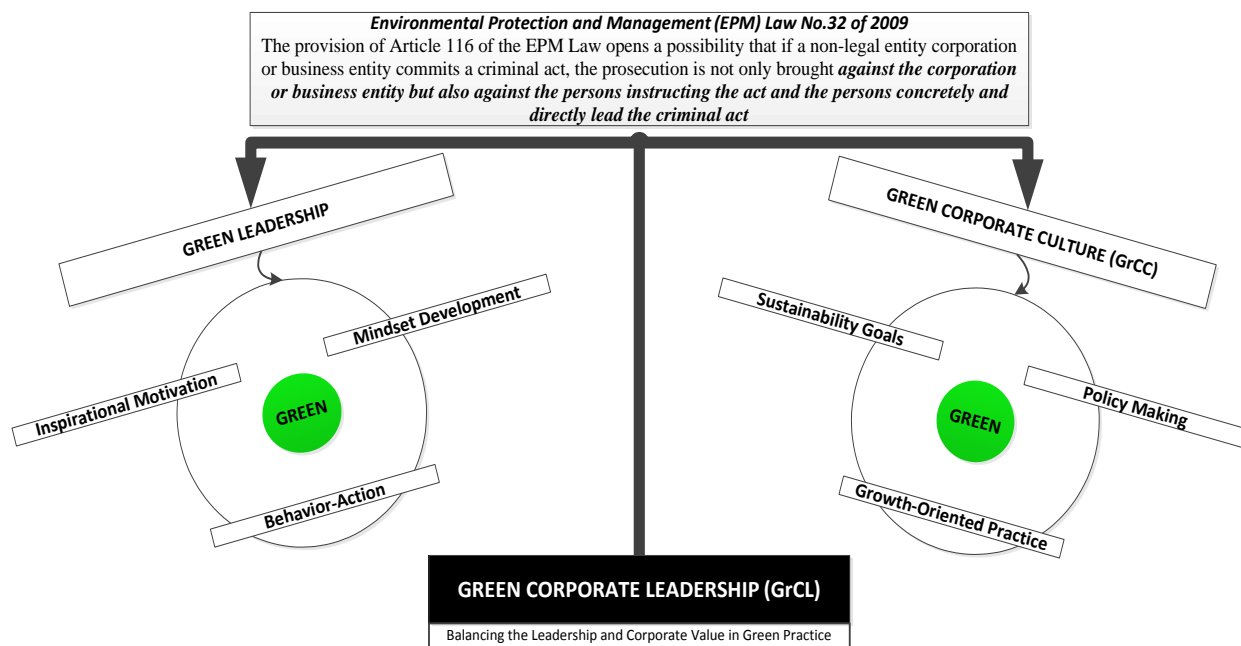 Environmental Protection and Management (EPM) Law No.32 of 2009
The provision of Article 116 of the EPM Law opens a possibility that if a non-legal entity corporation
or business entity commits a criminal act, the prosecution is not only brought against the corporation
or business entity but also against the persons instructing the act and the persons concretely and
directly lead the criminal act
GREEN LEADERSHIP
GREEN CORPORATE CULTURE (GrCC)
Mindset Development
Inspirational Motivation
GREEN
Behavior-Action
Sustainability Goals
Policy Making
GREEN
Growth-Oriented Practice
GREEN CORPORATE LEADERSHIP (GrCL)
Balancing the Leadership and Corporate Value in Green Practice